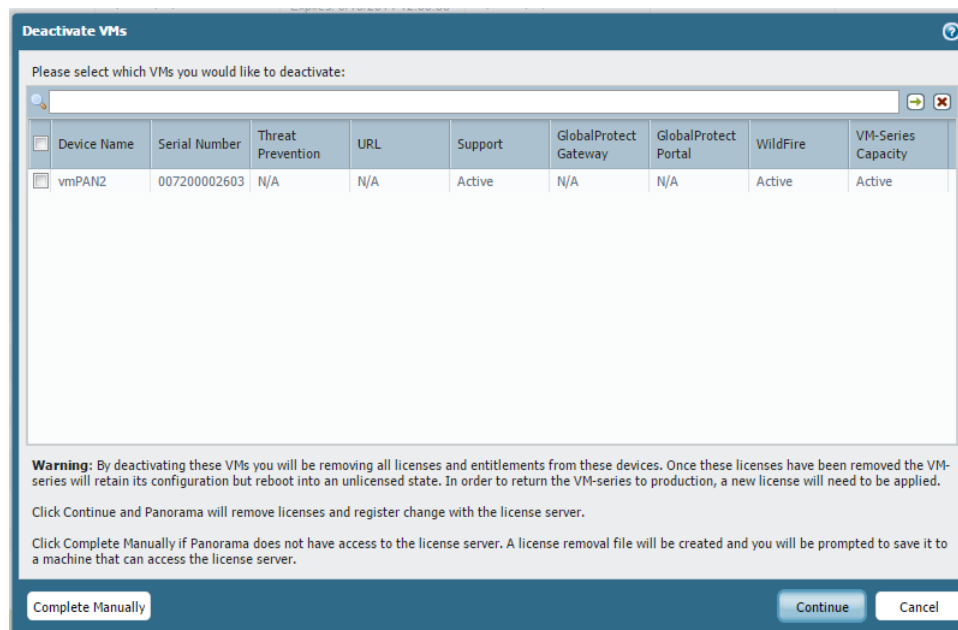 Deactivate VMs
Please select which VMs you would like to deactivate:
Device Name Serial Number Threat Prevention URL Support GlobalProtect Gateway GlobalProtect Portal WildFire VM-Series Capacity
vmPAN2 007200002603 N/A N/A Active N/A N/A Active Active
Warning: By deactivating these VMs you will be removing all licenses and entitlements from these devices. Once these licenses have been removed the VM-
series will retain its configuration but reboot into an unlicensed state. In order to return the VM-series to production, a new license will need to be applied.
Click Continue and Panorama will remove licenses and register change with the license server.
Click Complete Manually if Panorama does not have access to the license server. A license removal file will be created and you will be prompted to save it to
a machine that can access the license server.
Complete Manually Continue Cancel